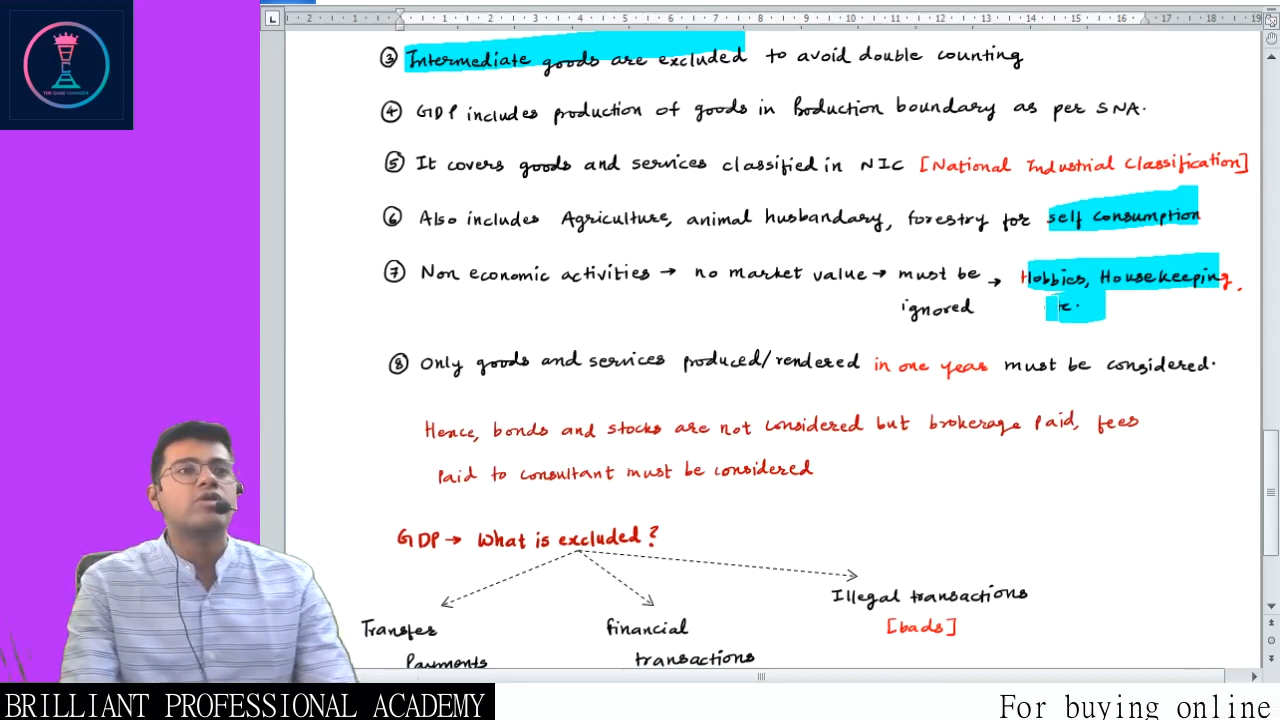 THE GAME CHANGER
③ Intermediate goods are excluded to avoid double counting
④ GDP includes production of goods in Production boundary as per SNA.
⑤ It covers goods and services classified in NIC [National Industrial Classification]
⑥ Also includes Agriculture, animal husbandary, forestry for self consumption
⑦ Non economic activities → no market value → must be → Hobbies, Housekeeping,
ignored
⑧ Only goods and services produced/rendered in one year must be considered.
Hence, bonds and stocks are not considered but brokerage paid, fees
Paid to consultant must be considered
GDP → What is excluded?
Illegal transactions
Transfer financial [bads]
Payments transactions
BRILLIANT PROFESSIONAL ACADEMY For buying online